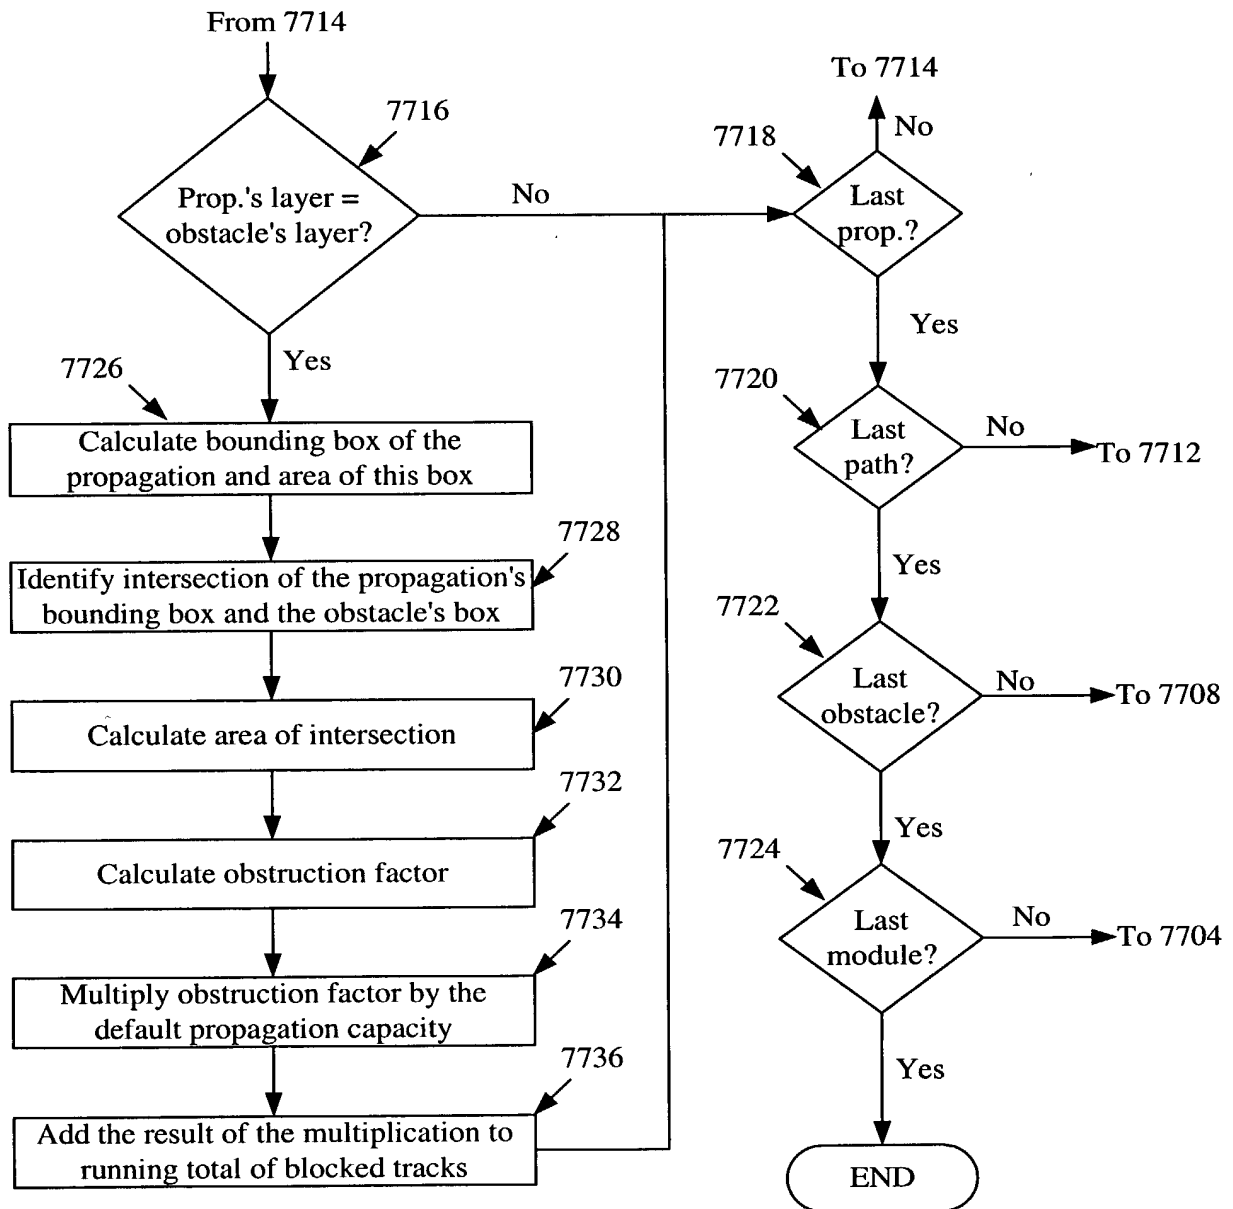 From 7714
7716
Prop.'s layer =
obstacle's layer?
No
Yes
7726
Calculate bounding box of the
propagation and area of this box
7728
Identify intersection of the propagation's
bounding box and the obstacle's box
7730
Calculate area of intersection
7732
Calculate obstruction factor
7734
Multiply obstruction factor by the
default propagation capacity
7736
Add the result of the multiplication to
running total of blocked tracks
To 7714
No
7718
Last
prop.?
Yes
7720
Last
path?
No
To 7712
Yes
7722
Last
obstacle?
No
To 7708
Yes
7724
Last
module?
No
To 7704
Yes
END